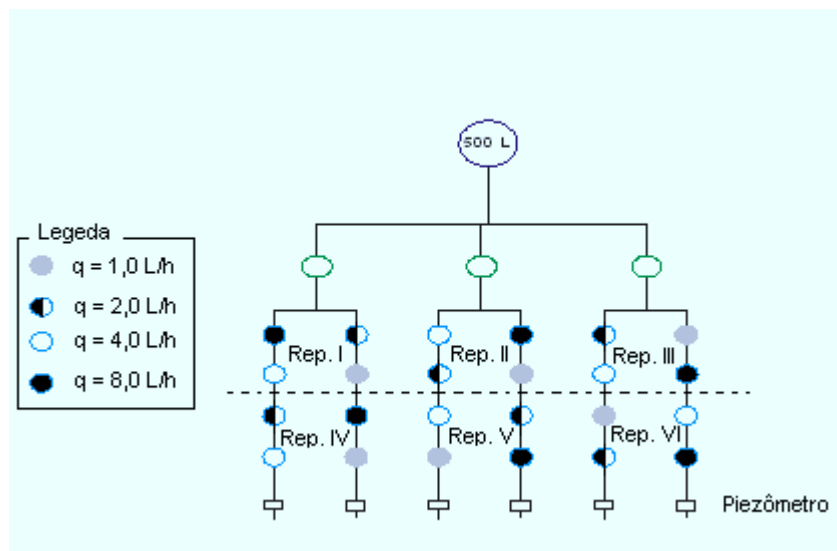 500 L
Legeda
q = 1,0 L/h
q = 2,0 L/h
q = 4,0 L/h
q = 8,0 L/h
Rep. I
Rep. II
Rep. III
Rep. IV
Rep. V
Rep. VI
Piezômetro